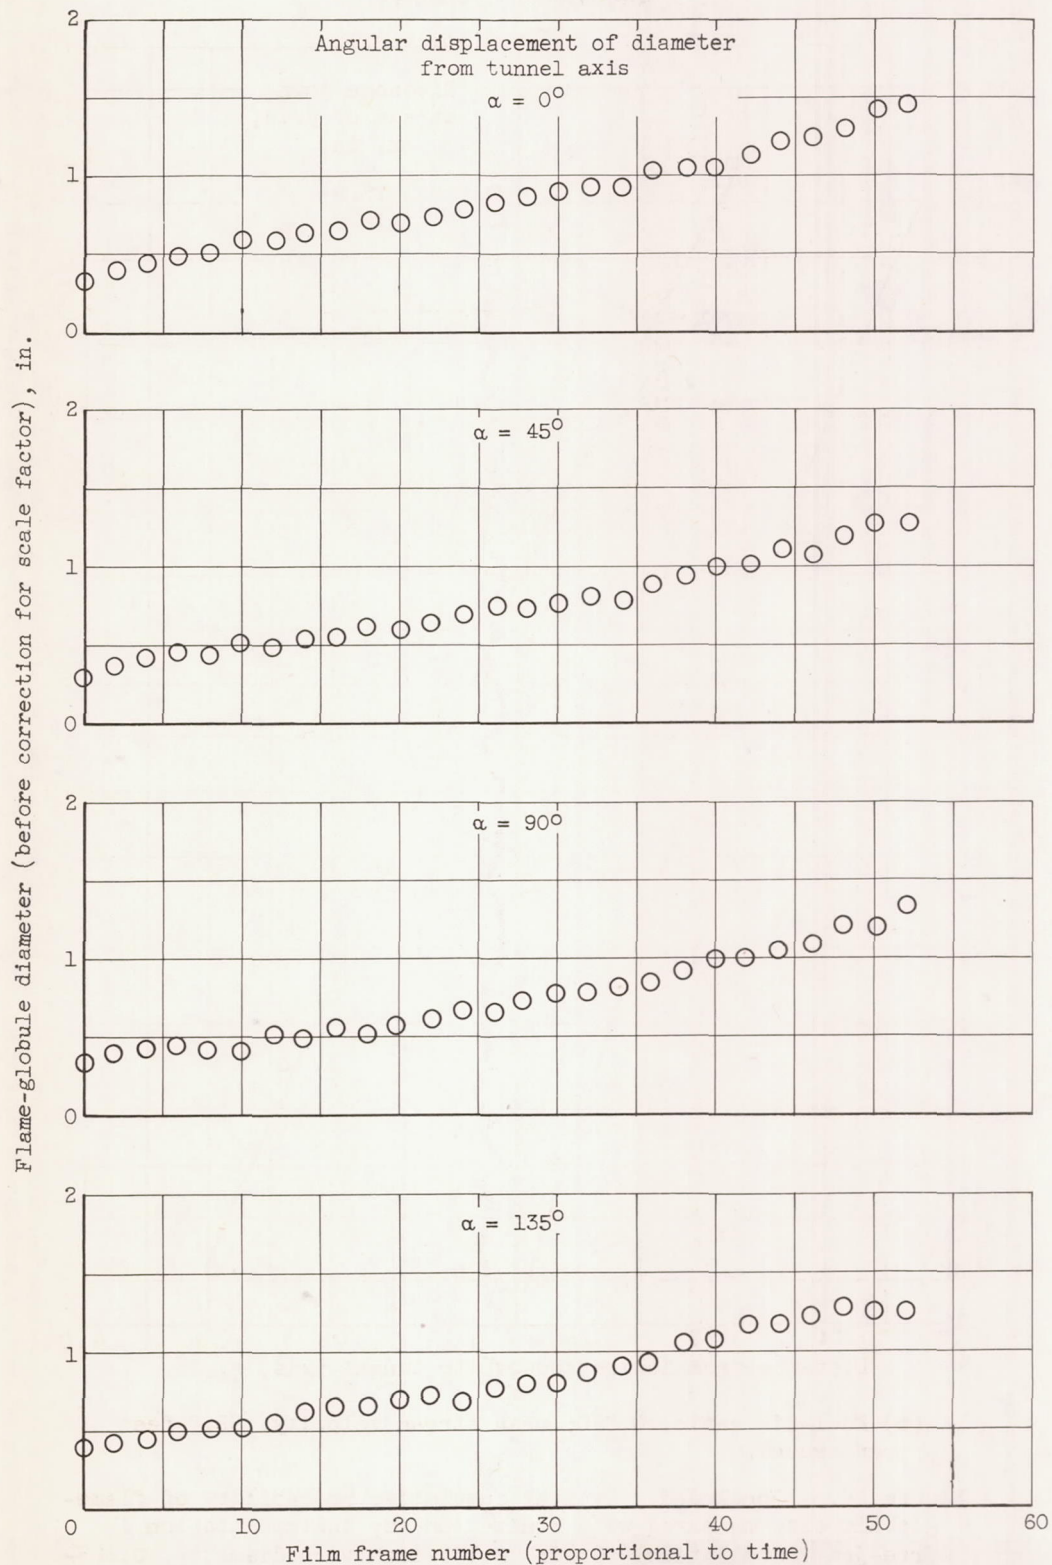 2
Angular displacement of diameter
from tunnel axis
α = 0°
1
0
2
α = 45°
1
0
2
α = 90°
1
0
2
α = 135°
1
0 10 20 30 40 50 60
Film frame number (proportional to time)
Flame-globule diameter (before correction for scale factor), in.